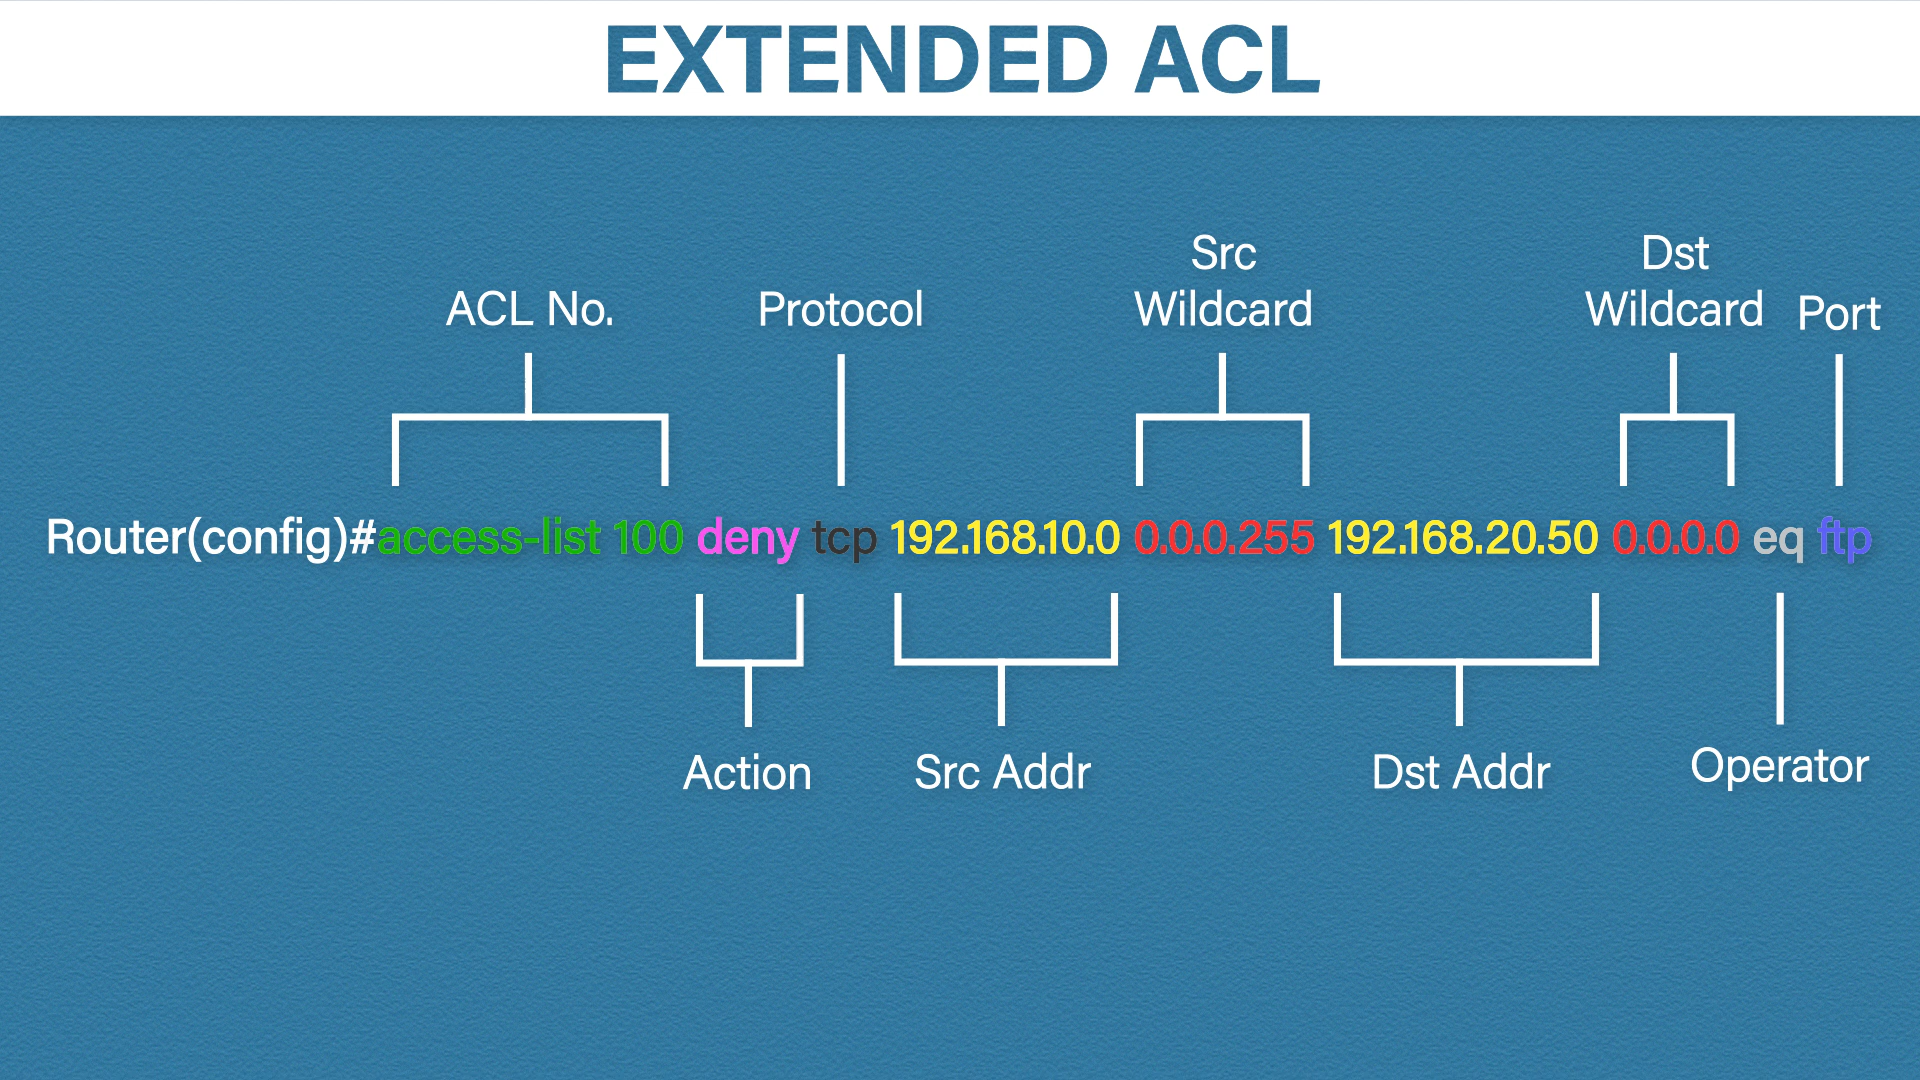 EXTENDED ACL
Src
Dst
ACL No.
Protocol
Wildcard
Wildcard
Port
Router(config)#access-list 100 deny tcp 192.168.10.0 0.0.0.255 192.168.20.50 0.0.0.0 eq ftp
Action
Src Addr
Dst Addr
Operator